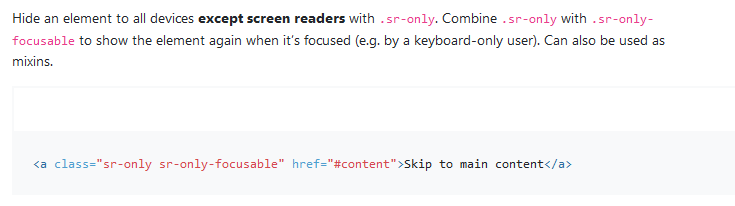 Hide an element to all devices except screen readers with .sr-only. Combine .sr-only with .sr-only-
focusable to show the element again when it's focused (e.g. by a keyboard-only user). Can also be used as
mixins.
<a class="sr-only sr-only-focusable" href="#content">Skip to main content</a>